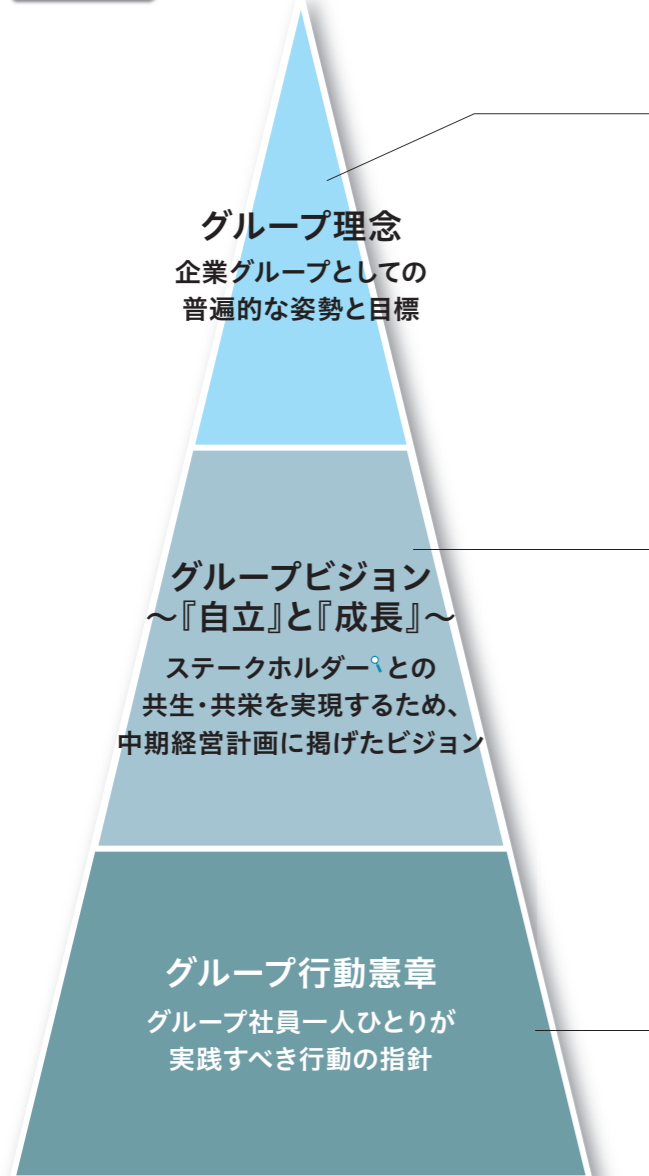 グループ理念
企業グループとしての
普遍的な姿勢と目標
グループビジョン
～『自立』と『成長』～
ステークホルダーとの
共生・共栄を実現するため、
中期経営計画に掲げたビジョン
グループ行動憲章
グループ社員一人ひとりが
実践すべき行動の指針